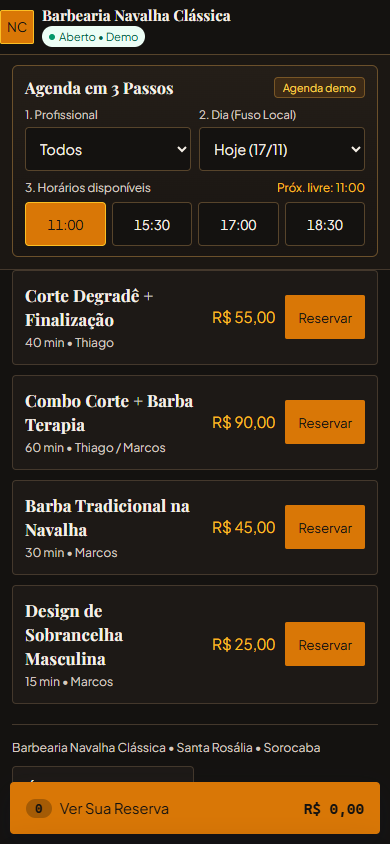 NC
Barbearia Navalha Clássica
Aberto • Demo
Agenda em 3 Passos
Agenda demo
1. Profissional
2. Dia (Fuso Local)
Todos
Hoje (17/11)
3. Horários disponíveis
Próx. livre: 11:00
11:00
15:30
17:00
18:30
Corte Degradê +
Finalização
40 min • Thiago
R$ 55,00
Reservar
Combo Corte + Barba
Terapia
60 min • Thiago / Marcos
R$ 90,00
Reservar
Barba Tradicional na
Navalha
30 min • Marcos
R$ 45,00
Reservar
Design de
Sobrancelha
Masculina
15 min • Marcos
R$ 25,00
Reservar
Barbearia Navalha Clássica • Santa Rosália • Sorocaba
0
Ver Sua Reserva
R$ 0,00